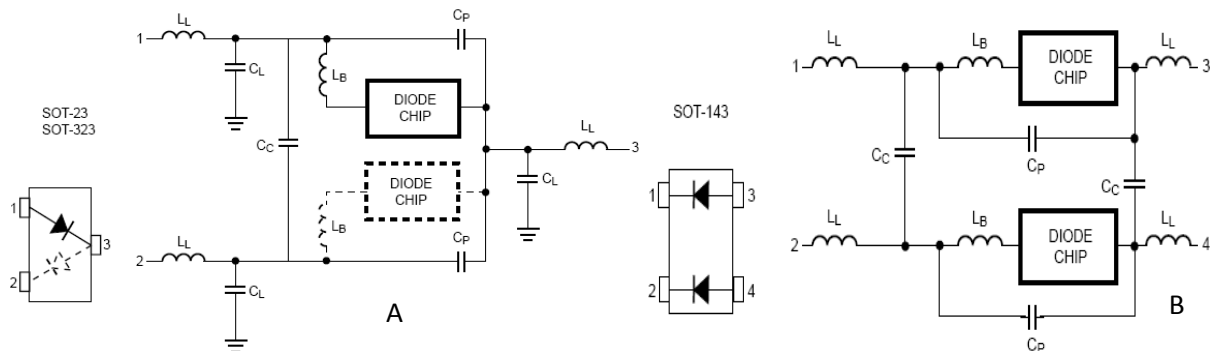 SOT-23
SOT-323
1
2
3
1
L_L
C_L
C_P
L_B
DIODE
CHIP
C_C
L_L
3
C_L
DIODE
CHIP
L_B
2
L_L
C_P
C_L
A
SOT-143
1
3
2
4
1
L_L
L_B
DIODE
CHIP
L_L
3
C_P
C_C
C_C
2
L_L
L_B
DIODE
CHIP
L_L
4
C_P
B